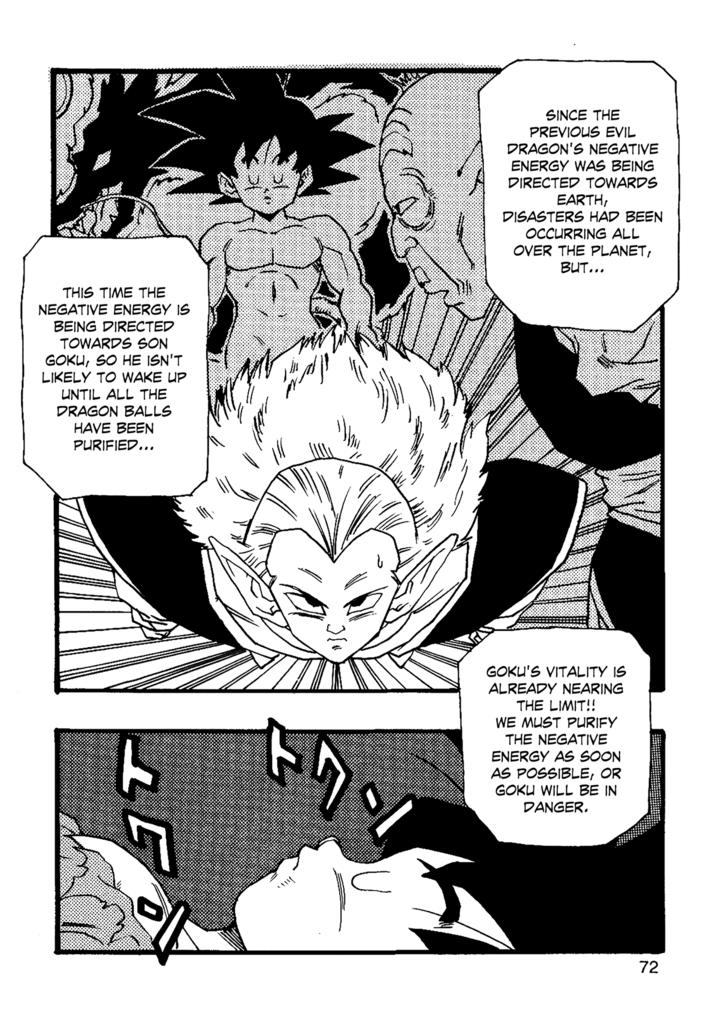 SINCE THE
PREVIOUS EVIL
DRAGON'S NEGATIVE
ENERGY WAS BEING
DIRECTED TOWARDS
EARTH,
DISASTERS HAD BEEN
OCCURRING ALL
OVER THE PLANET,
BUT...
THIS TIME THE
NEGATIVE ENERGY IS
BEING DIRECTED
TOWARDS SON
GOKU, SO HE ISN'T
LIKELY TO WAKE UP
UNTIL ALL THE
DRAGON BALLS
HAVE BEEN
PURIFIED...
GOKU'S VITALITY IS
ALREADY NEARING
THE LIMIT!!
WE MUST PURIFY
THE NEGATIVE
ENERGY AS SOON
AS POSSIBLE, OR
GOKU WILL BE IN
DANGER.
トクン
トクン
72